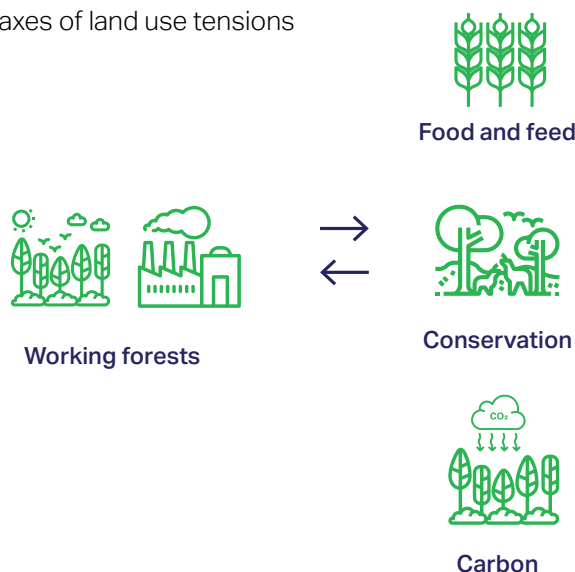 axes of land use tensions
Food and feed
Working forests
Conservation
CO₂
Carbon